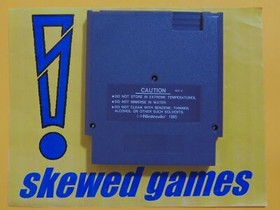 CAUTION
•DO NOT STORE IN EXTREME TEMPERATURES.
•DO NOT IMMERSE IN WATER.
•DO NOT CLEAN WITH BENZENE, THINNER,
ALCOHOL OR OTHER SUCH SOLVENTS.
Nintendo 1985
skewed games